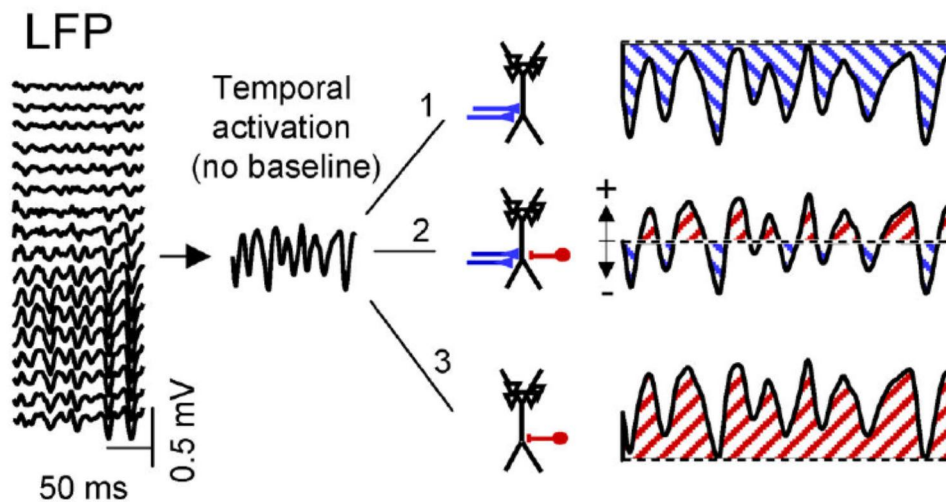 LFP
Temporal
activation
(no baseline)
1
2
3
+
-
0.5 mV
50 ms